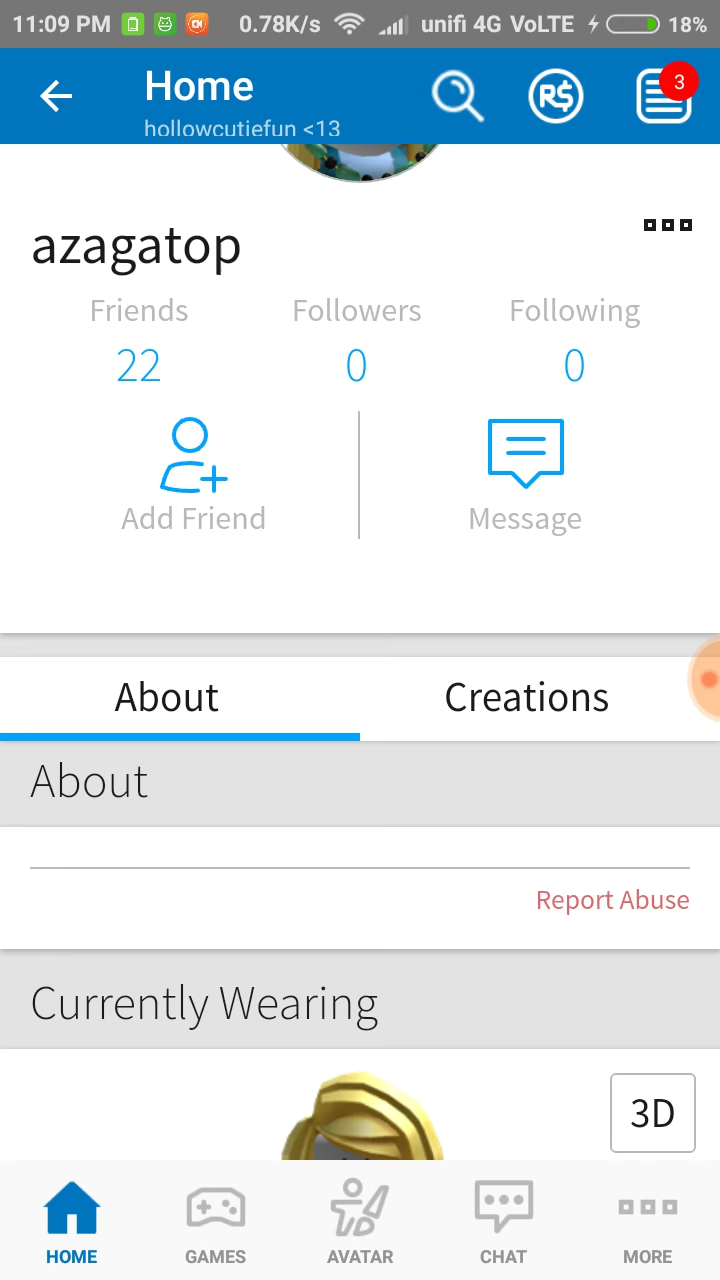 11:09 PM 0.78K/s unifi 4G VoLTE 18%
Home
hollowcutiefun <13
R$
3
azagatop
Friends Followers Following
22 0 0
Add Friend Message
About Creations
About
Report Abuse
Currently Wearing
3D
HOME GAMES AVATAR CHAT MORE